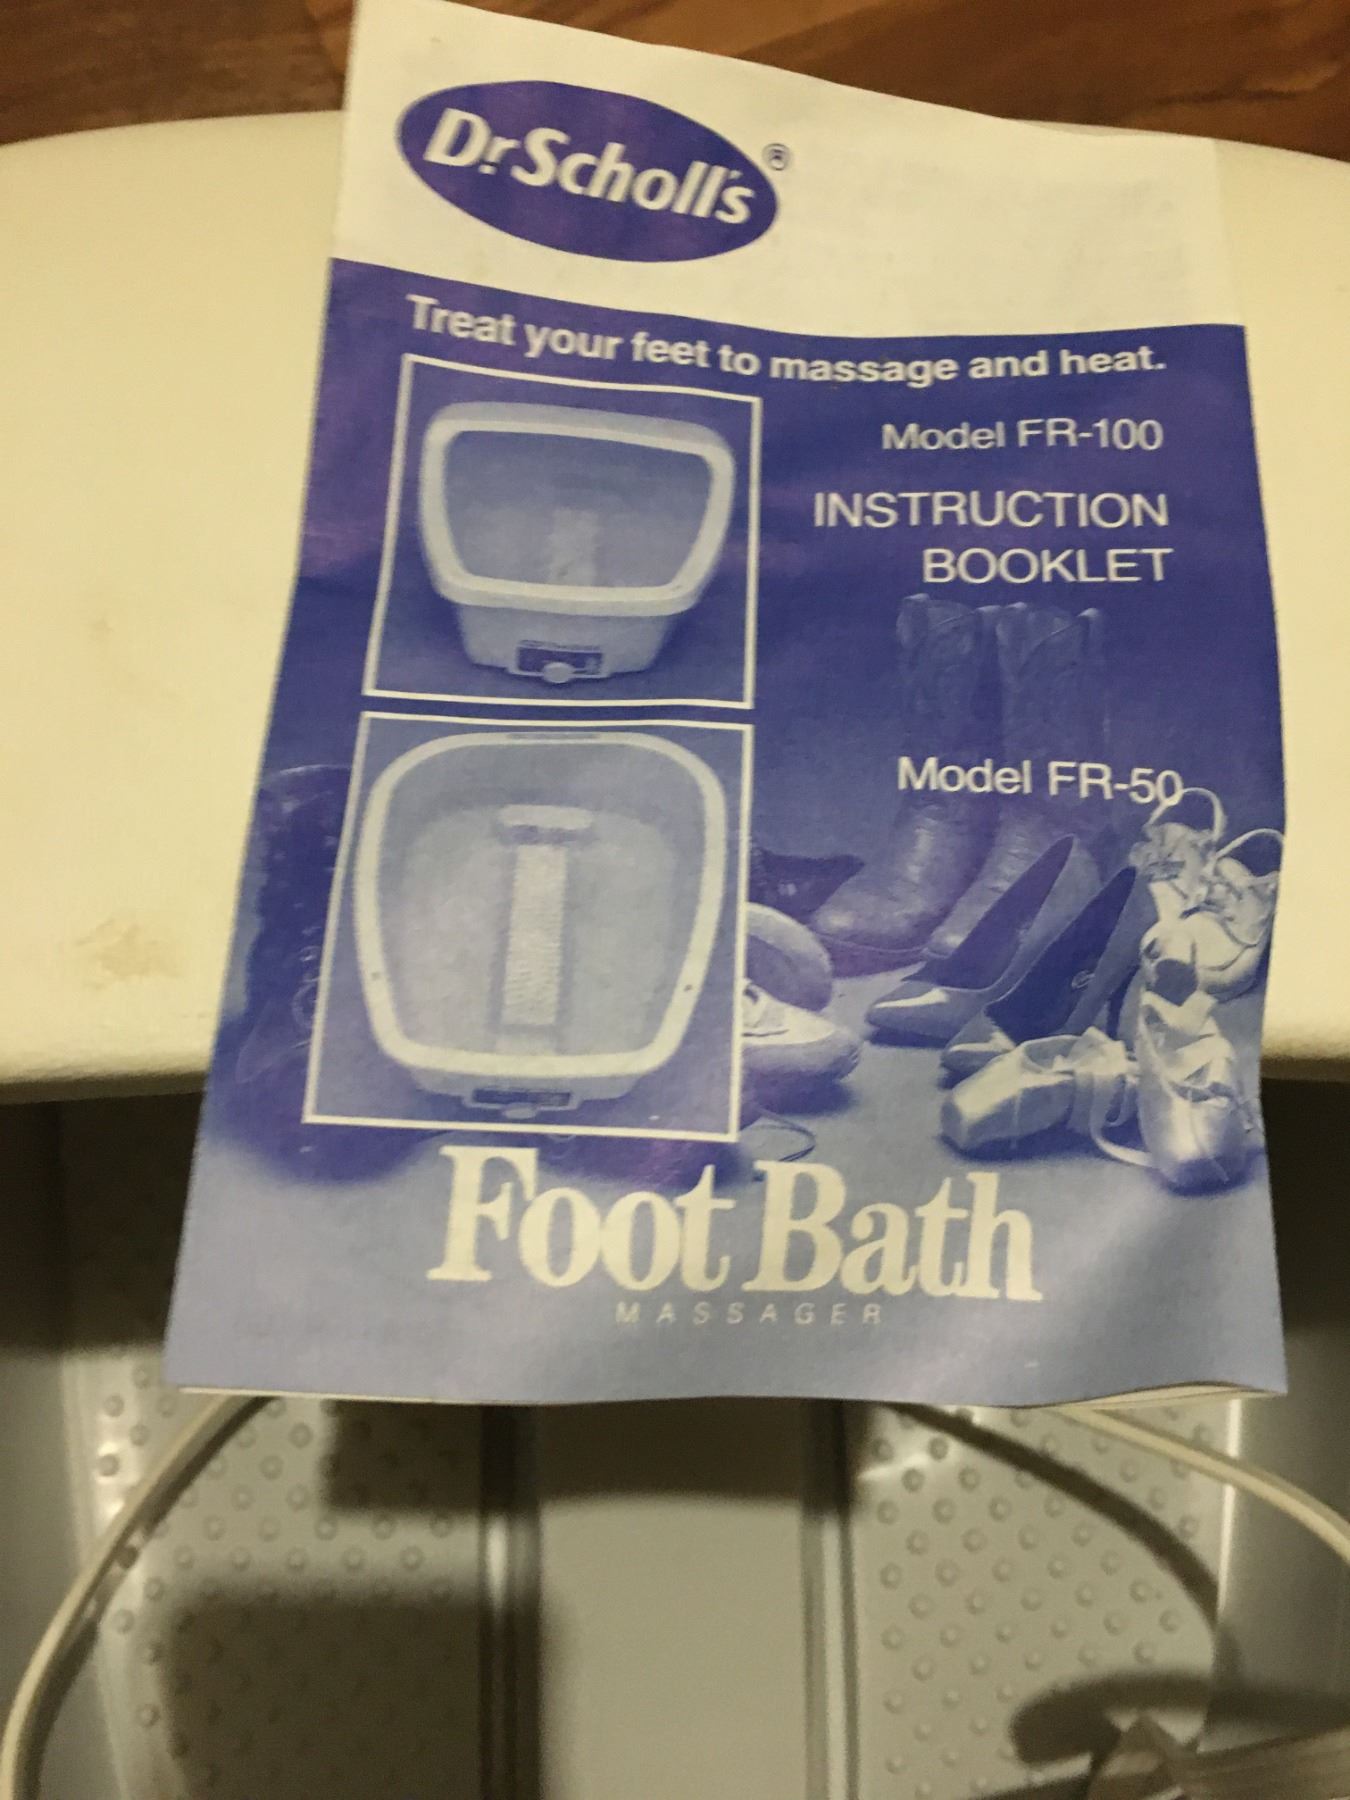 Dr Scholl's®
Treat your feet to massage and heat.
Model FR-100
INSTRUCTION
BOOKLET
Model FR-50
Foot Bath
MASSAGER